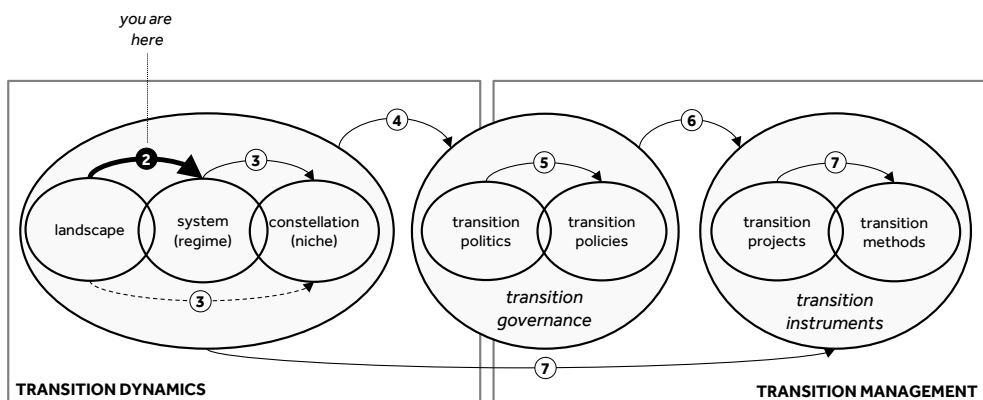 you are
here
4
6
2
3
5
7
landscape
system
(regime)
constellation
(niche)
transition
politics
transition
policies
transition
projects
transition
methods
3
transition
governance
transition
instruments
7
TRANSITION DYNAMICS
TRANSITION MANAGEMENT